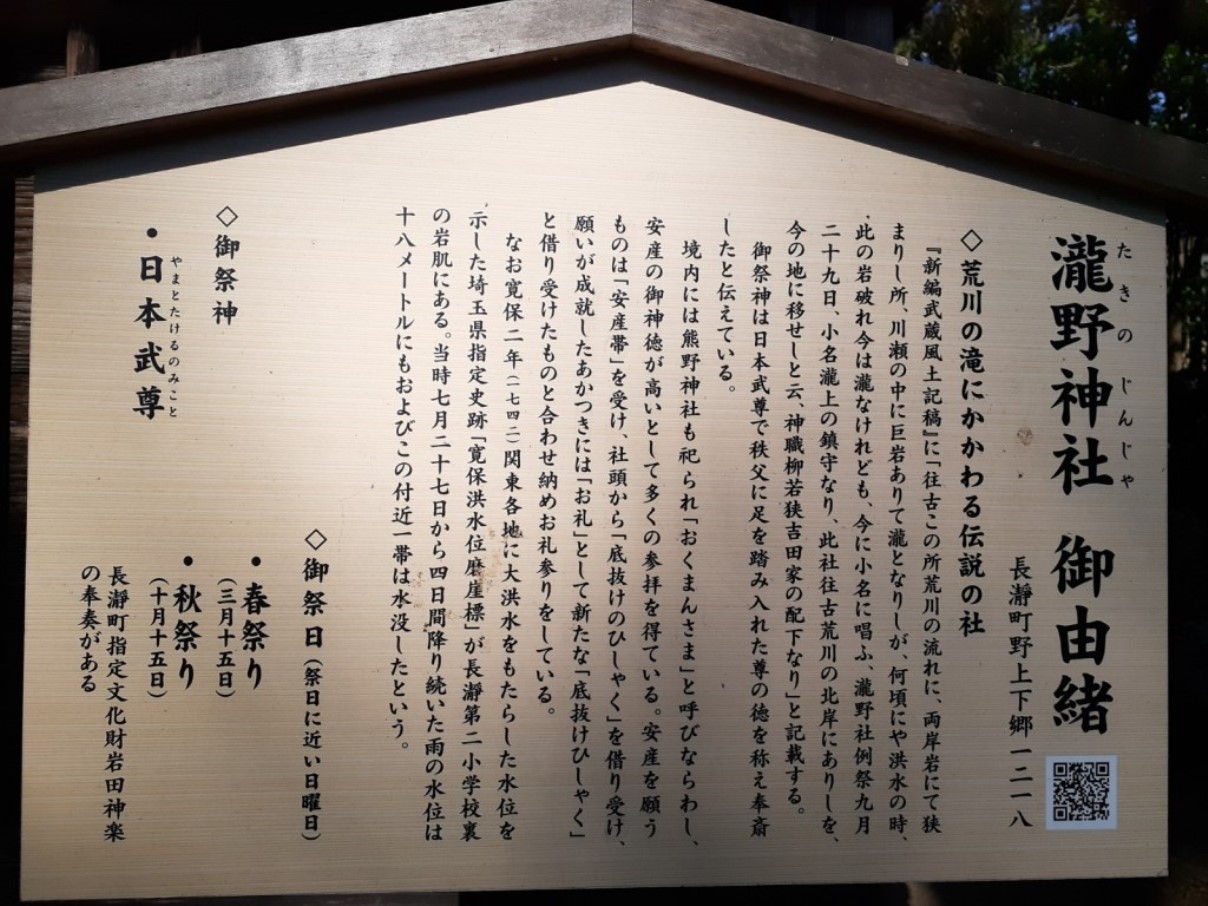 瀧野神社 御由緒
たきの じんじゃ
長瀞町野上下郷一二一八
◇荒川の滝にかかわる伝説の社
『新編武蔵風土記稿』に「往古この所荒川の流れに、両岸岩にて狭
まりし所、川瀬の中に巨岩ありて瀧となりしが、何頃にや洪水の時、
此の岩破れ今は瀧なけれども、今に小名に唱ふ、瀧野社例祭九月
二十九日、小名瀧上の鎮守なり、此社往古荒川の北岸にありしを、
今の地に移せしと云、神職柳若狭吉田家の配下なり」と記載する。
御祭神は日本武尊で秩父に足を踏み入れた尊の徳を称え奉斎
したと伝えている。
境内には熊野神社も祀られ「おくまんさま」と呼びならわし、
安産の御神徳が高いとして多くの参拝を得ている。安産を願う
ものは「安産帯」を受け、社頭から「底抜けのひしゃく」を借り受け、
願いが成就したあかつきには「お礼」として新たな「底抜けひしゃく」
と借り受けたものと合わせ納めお礼参りをしている。
なお寛保二年(一七四二)関東各地に大洪水をもたらした水位を
示した埼玉県指定史跡「寛保洪水位磨崖標」が長瀞第二小学校裏
の岩肌にある。当時七月二十七日から四日間降り続いた雨の水位は
十八メートルにもおよびこの付近一帯は水没したという。
◇御祭日(祭日に近い日曜日)
•春祭り
(三月十五日)
•秋祭り
(十月十五日)
長瀞町指定文化財岩田神楽
の奉奏がある
◇御祭神
•日本武尊
やまとたけるのみこと